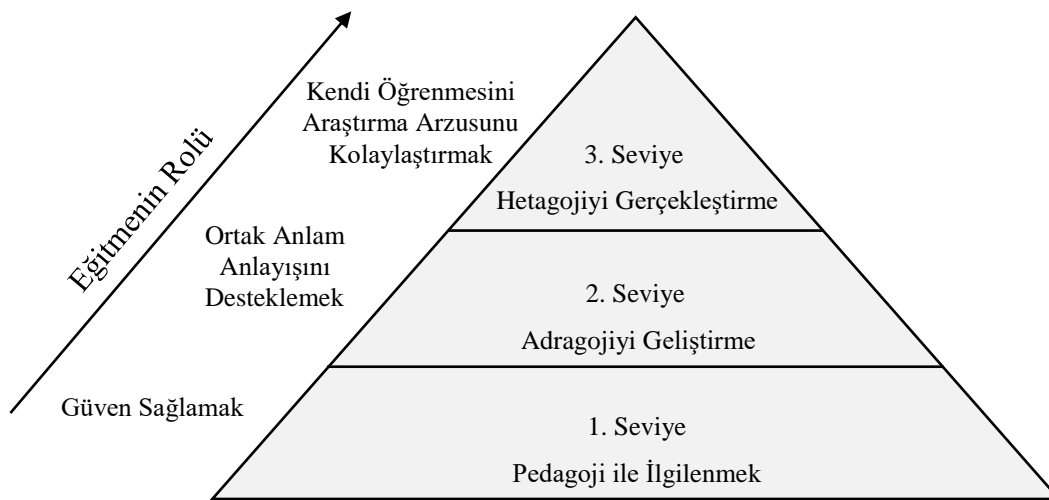 Eğitmenin Rolü
Kendi Öğrenmesini
Araştırma Arzusunu
Kolaylaştırmak
3. Seviye
Hetagojiyi Gerçekleştirme
Ortak Anlam
Anlayışını
Desteklemek
2. Seviye
Adragojiyi Geliştirme
Güven Sağlamak
1. Seviye
Pedagoji ile İlgilenmek